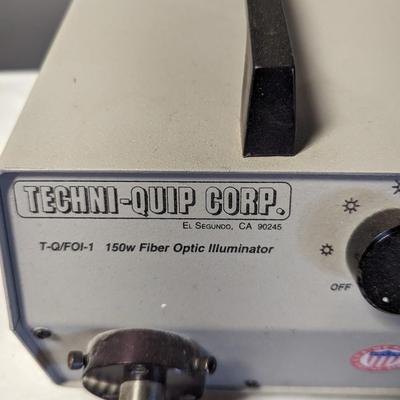 TECHNI-QUIP CORP.
EL SEGUNDO, CA 90245
T-Q/FOI-1 150w Fiber Optic Illuminator
OFF